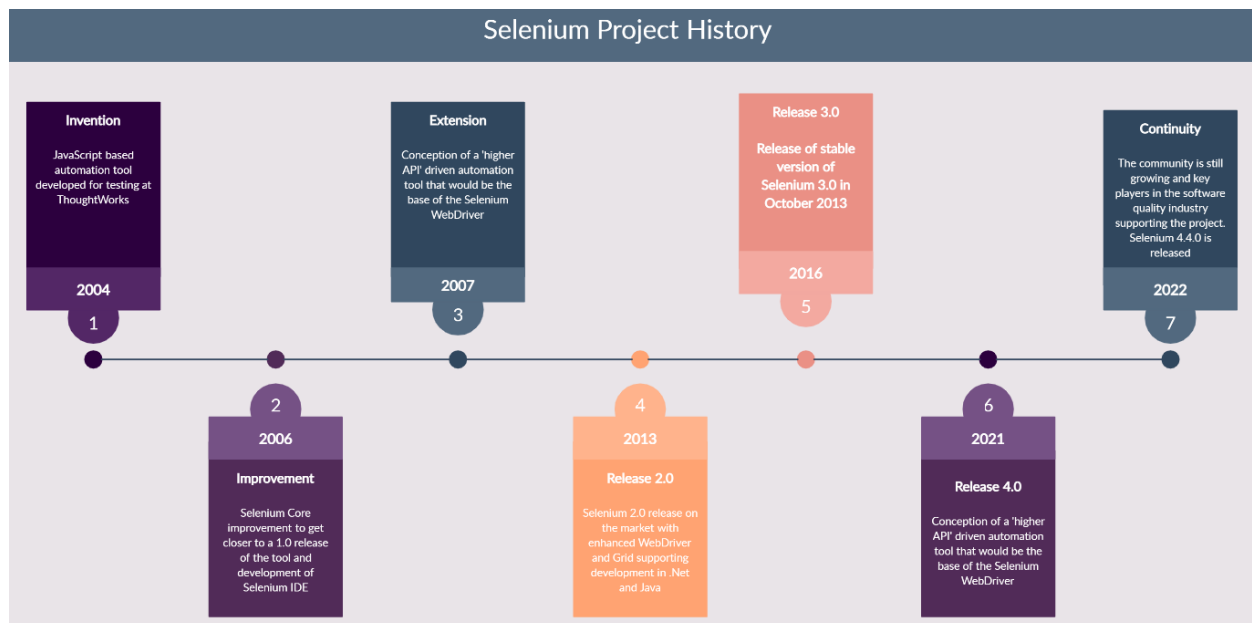 Selenium Project History
Invention
JavaScript based
automation tool
developed for testing at
ThoughtWorks
2004
1
2
2006
Improvement
Selenium Core
improvement to get
closer to a 1.0 release
of the tool and
development of
Selenium IDE
Extension
Conception of a 'higher
API' driven automation
tool that would be the
base of the Selenium
WebDriver
2007
3
4
2013
Release 2.0
Selenium 2.0 release on
the market with
enhanced WebDriver
and Grid supporting
development in .Net
and Java
Release 3.0
Release of stable
version of
Selenium 3.0 in
October 2013
2016
5
6
2021
Release 4.0
Conception of a 'higher
API' driven automation
tool that would be the
base of the Selenium
WebDriver
Continuity
The community is still
growing and key
players in the software
quality industry
supporting the project.
Selenium 4.4.0 is
released
2022
7